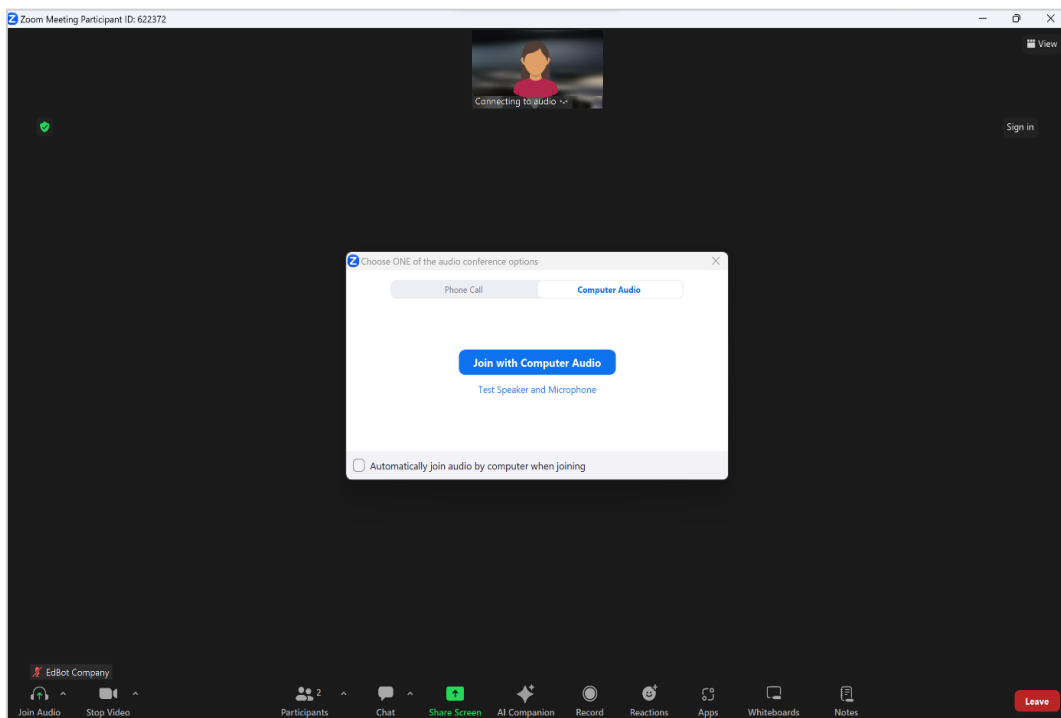 Zoom Meeting Participant ID: 622372
View
Connecting to audio
Sign in
Choose ONE of the audio conference options
Phone Call
Computer Audio
Join with Computer Audio
Test Speaker and Microphone
Automatically join audio by computer when joining
EdBot Company
2
Join Audio
Stop Video
Participants
Chat
Share Screen
AI Companion
Record
Reactions
Apps
Whiteboards
Notes
Leave